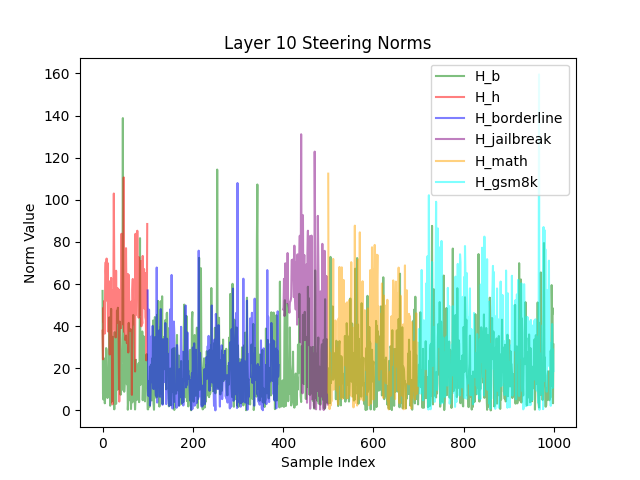 Layer 10 Steering Norms
Norm Value
160
140
120
100
80
60
40
20
0
H_b
H_h
H_borderline
H_jailbreak
H_math
H_gsm8k
0
200
400
600
800
1000
Sample Index